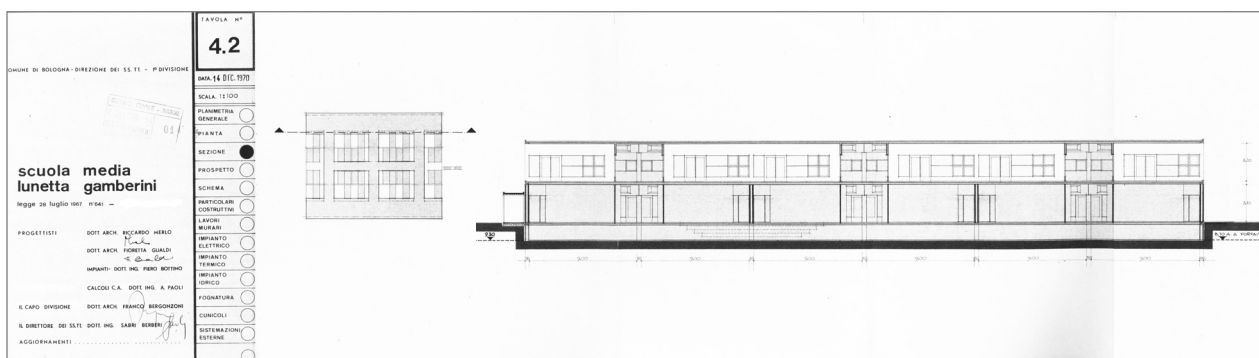 COMUNE DI BOLOGNA - DIREZIONE DEI SS.TT. - 1ª DIVISIONE
scuola media
lunetta gamberini
legge 28 luglio 1967 n°641 -
PROGETTISTI DOTT. ARCH. RICCARDO MERLO
DOTT. ARCH. FIORETTA GUALDI
IMPIANTI: DOTT. ING. PIERO BOTTINO
CALCOLI C.A. DOTT. ING. A. PAOLI
IL CAPO DIVISIONE DOTT. ARCH. FRANCO BERGONZONI
IL DIRETTORE DEI SS.TT. DOTT. ING. SABRI BERBERI
AGGIORNAMENTI
TAVOLA N°
4.2
DATA. 14 DIC. 1970
SCALA. 1:100
PLANIMETRIA
GENERALE
PIANTA
SEZIONE
PROSPETTO
SCHEMA
PARTICOLARI
COSTRUTTIVI
LAVORI
MURARI
IMPIANTO
ELETTRICO
IMPIANTO
TERMICO
IMPIANTO
IDRICO
FOGNATURA
CUNICOLI
SISTEMAZIONI
ESTERNE